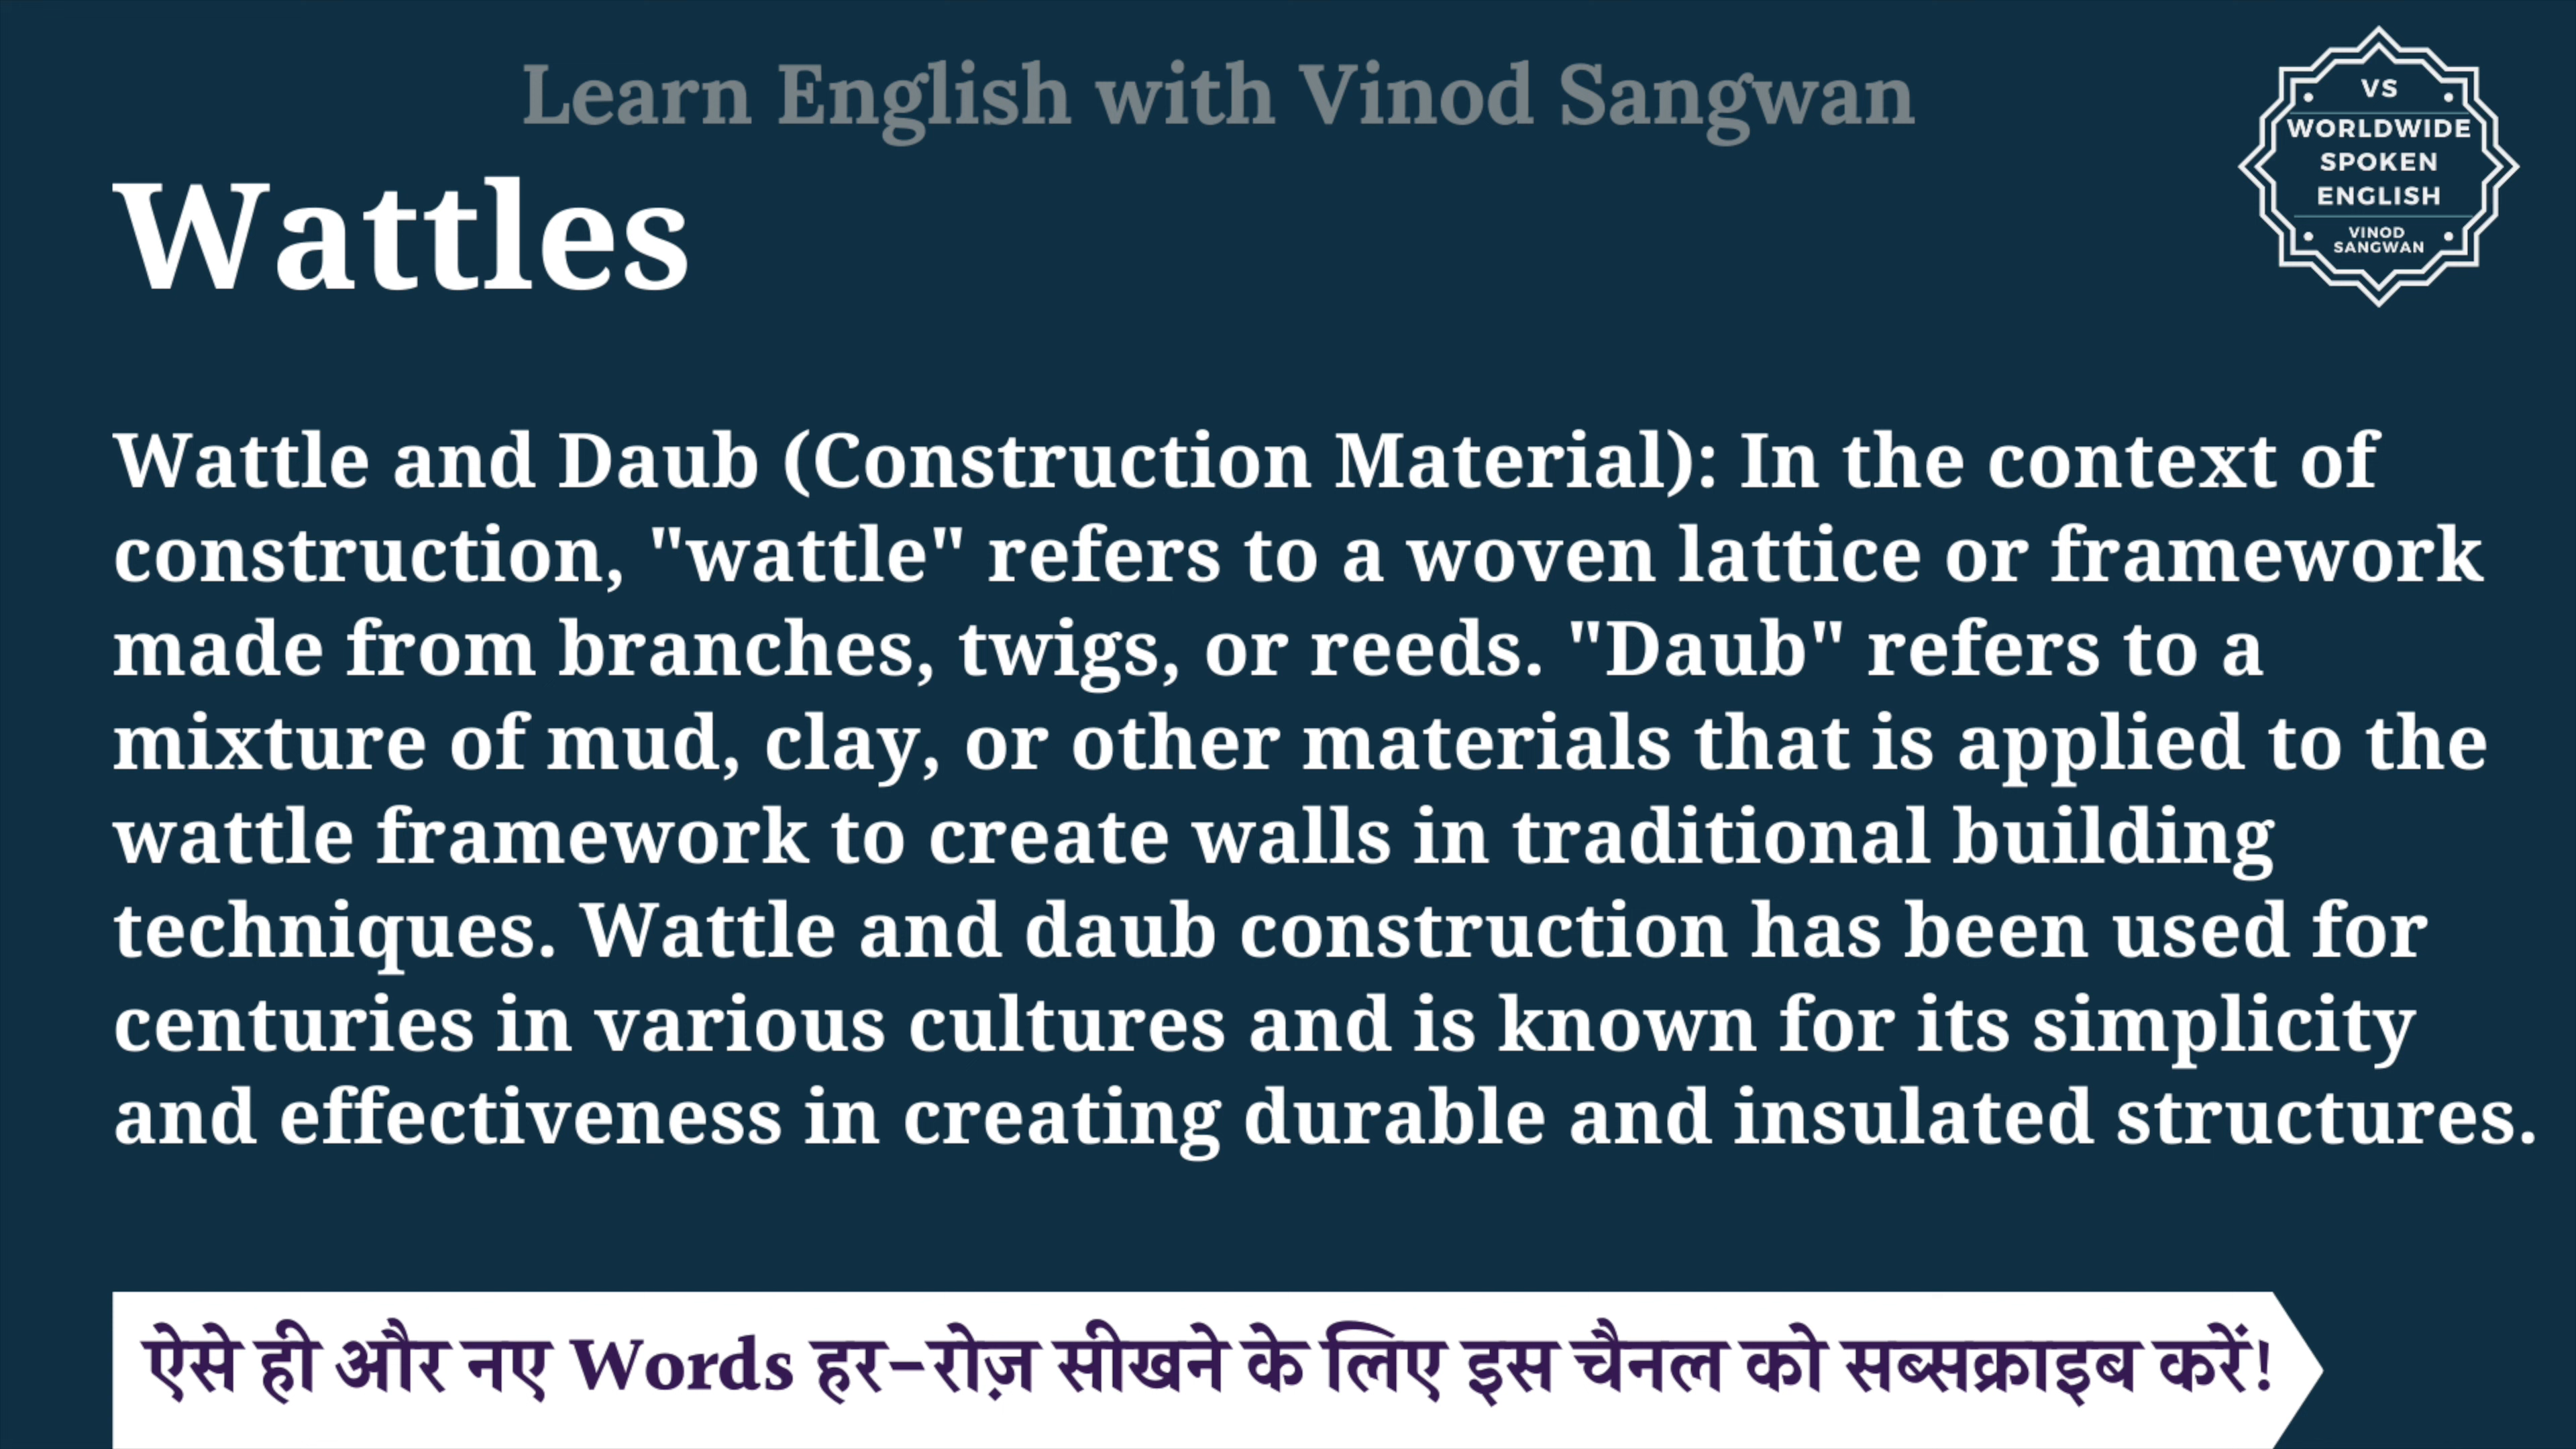 Learn English with Vinod Sangwan
VS
WORLDWIDE
SPOKEN
ENGLISH
VINOD
SANGWAN
Wattles
Wattle and Daub (Construction Material): In the context of
construction, "wattle" refers to a woven lattice or framework
made from branches, twigs, or reeds. "Daub" refers to a
mixture of mud, clay, or other materials that is applied to the
wattle framework to create walls in traditional building
techniques. Wattle and daub construction has been used for
centuries in various cultures and is known for its simplicity
and effectiveness in creating durable and insulated structures.
ऐसे ही और नए Words हर-रोज़ सीखने के लिए इस चैनल को सब्सक्राइब करें!